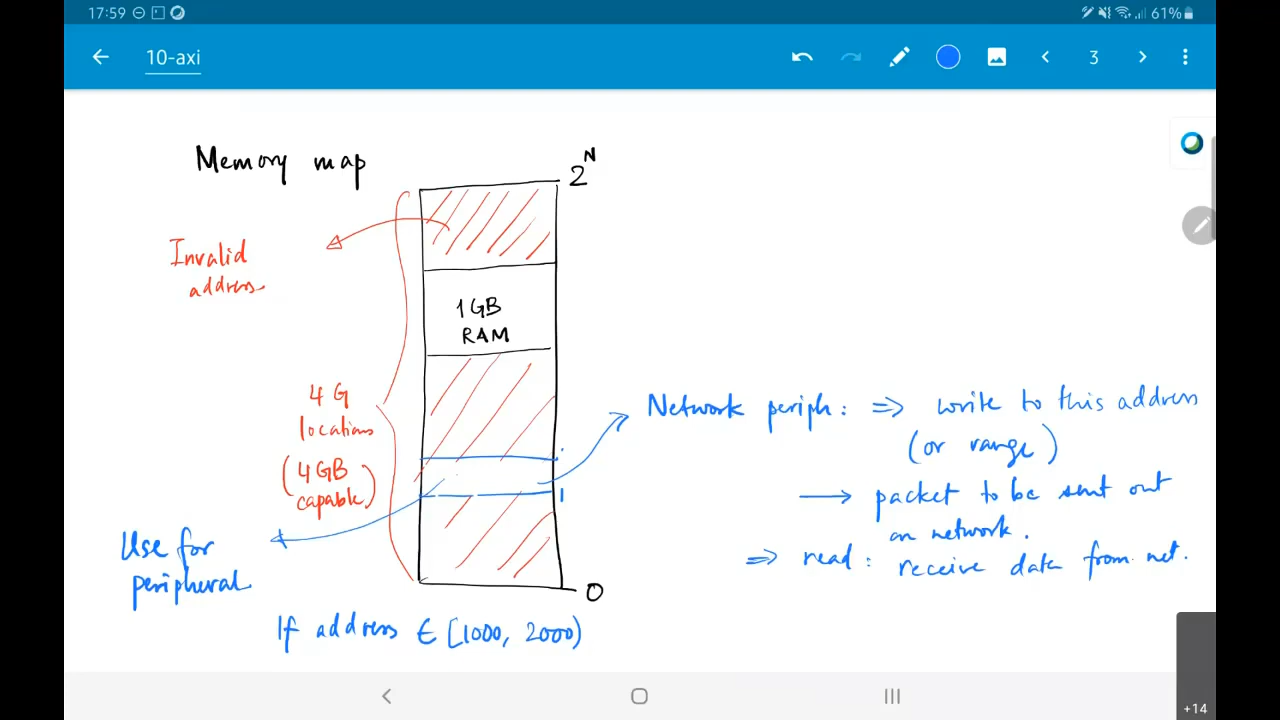 17:59
61%
10-axi
3
Memory map
2^N
Invalid
address
1GB
RAM
4 G
locations
(4GB
capable)
Network periph: ⇒ write to this address
(or range)
→ packet to be sent out
on network.
⇒ read: receive data from net.
Use for
peripheral
0
If address ∈ [1000, 2000)
+14